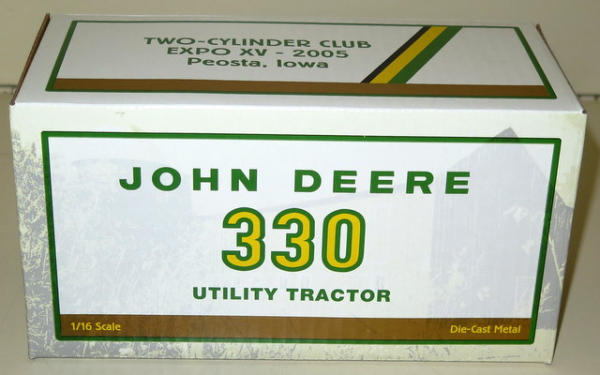 TWO-CYLINDER CLUB
EXPO XV - 2005
Peosta, Iowa
JOHN DEERE
330
UTILITY TRACTOR
1/16 Scale
Die-Cast Metal